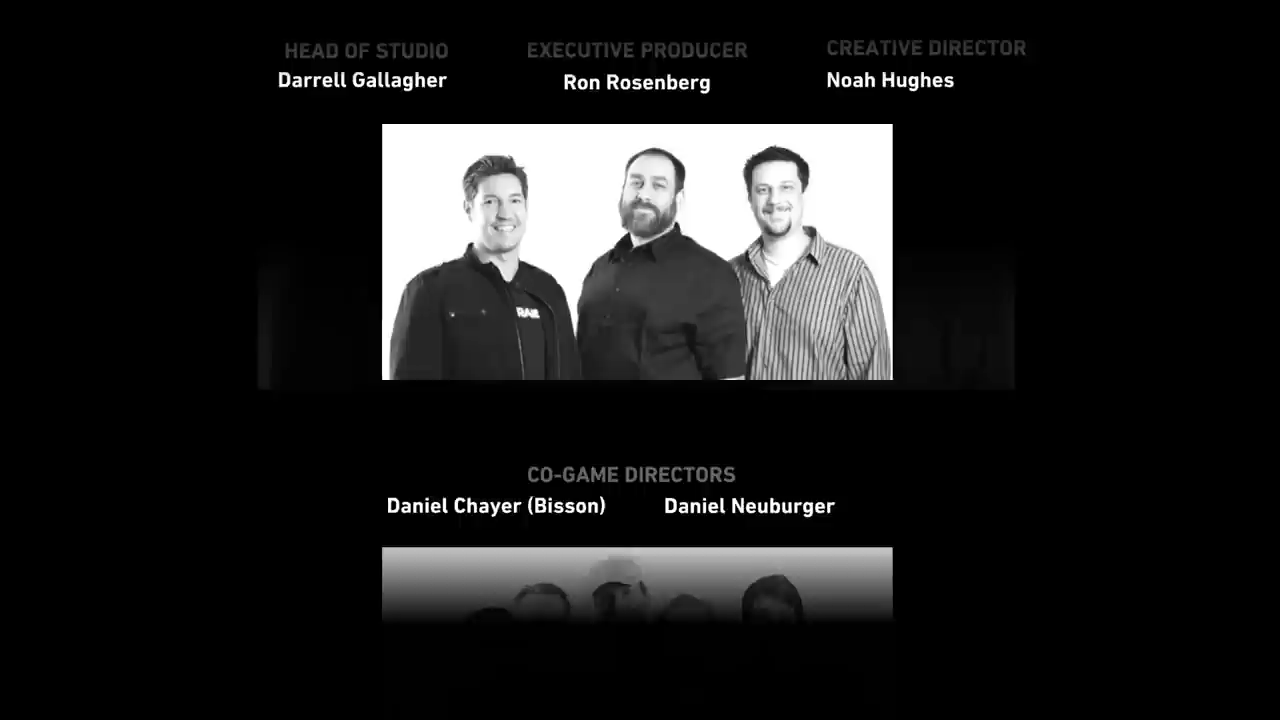 HEAD OF STUDIO EXECUTIVE PRODUCER CREATIVE DIRECTOR
Darrell Gallagher Ron Rosenberg Noah Hughes
CO-GAME DIRECTORS
Daniel Chayer (Bisson) Daniel Neuburger